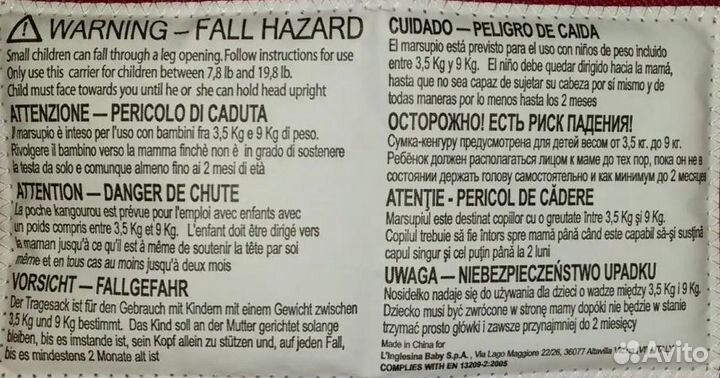 ⚠ WARNING – FALL HAZARD
Small children can fall through a leg opening. Follow instructions for use
Only use this carrier for children between 7,8 lb and 19,8 lb.
Child must face towards you until he or she can hold head upright
ATTENZIONE — PERICOLO DI CADUTA
Il marsupio è inteso per l'uso con bambini fra 3,5 Kg e 9 Kg di peso.
Rivolgere il bambino verso la mamma finchè non è in grado di sostenere
la testa da solo e comunque almeno fino ai 2 mesi di età
ATTENTION — DANGER DE CHUTE
La poche kangourou est prévue pour l'emploi avec enfants avec
un poids compris entre 3,5 Kg et 9 Kg. L'enfant doit être dirigé vers
la maman jusqu'à ce qu'il est à même de soutenir la tête par soi
même et en tous cas au moins jusqu'à deux mois
VORSICHT — FALLGEFAHR
Der Tragesack ist für den Gebrauch mit Kindern mit einem Gewicht zwischen
3,5 Kg und 9 Kg bestimmt. Das Kind soll an der Mutter gerichtet solange
bleiben, bis es imstande ist, sein Kopf allein zu stützen und, auf jeden Fall,
bis es mindestens 2 Monate alt ist
CUIDADO — PELIGRO DE CAIDA
El marsupio está previsto para el uso con niños de peso incluido
entre 3,5 Kg y 9 Kg. El niño debe quedar dirigido hacia la mamá,
hasta que no sea capaz de sujetar su cabeza por sí mismo y de
todas maneras por lo menos hasta los 2 meses
ОСТОРОЖНО! ЕСТЬ РИСК ПАДЕНИЯ!
Сумка-кенгуру предусмотрена для детей весом от 3,5 кг. до 9 кг.
Ребёнок должен располагаться лицом к маме до тех пор, пока он не в
состоянии держать голову самостоятельно и как минимум до 2 месяцев
ATENŢIE - PERICOL DE CĂDERE
Marsupiul este destinat copiilor cu o greutate între 3,5 Kg și 9 Kg.
Copilul trebuie să fie întors spre mamă până când este capabil să-și susțină
capul singur și cel puțin până la 2 luni
UWAGA — NIEBEZPIECZEŃSTWO UPADKU
Nosidełko nadaje się do używania dla dzieci o wadze między 3,5 Kg i 9 Kg.
Dziecko musi być zwrócone w stronę mamy dopóki nie będzie w stanie
trzymać prosto główki i zawsze przynajmniej do 2 miesięcy
Made in China for
L'Inglesina Baby S.p.A., Via Lago Maggiore 22/26, 36077 Altavilla
COMPLIES WITH EN 13209-2:2005
Avito